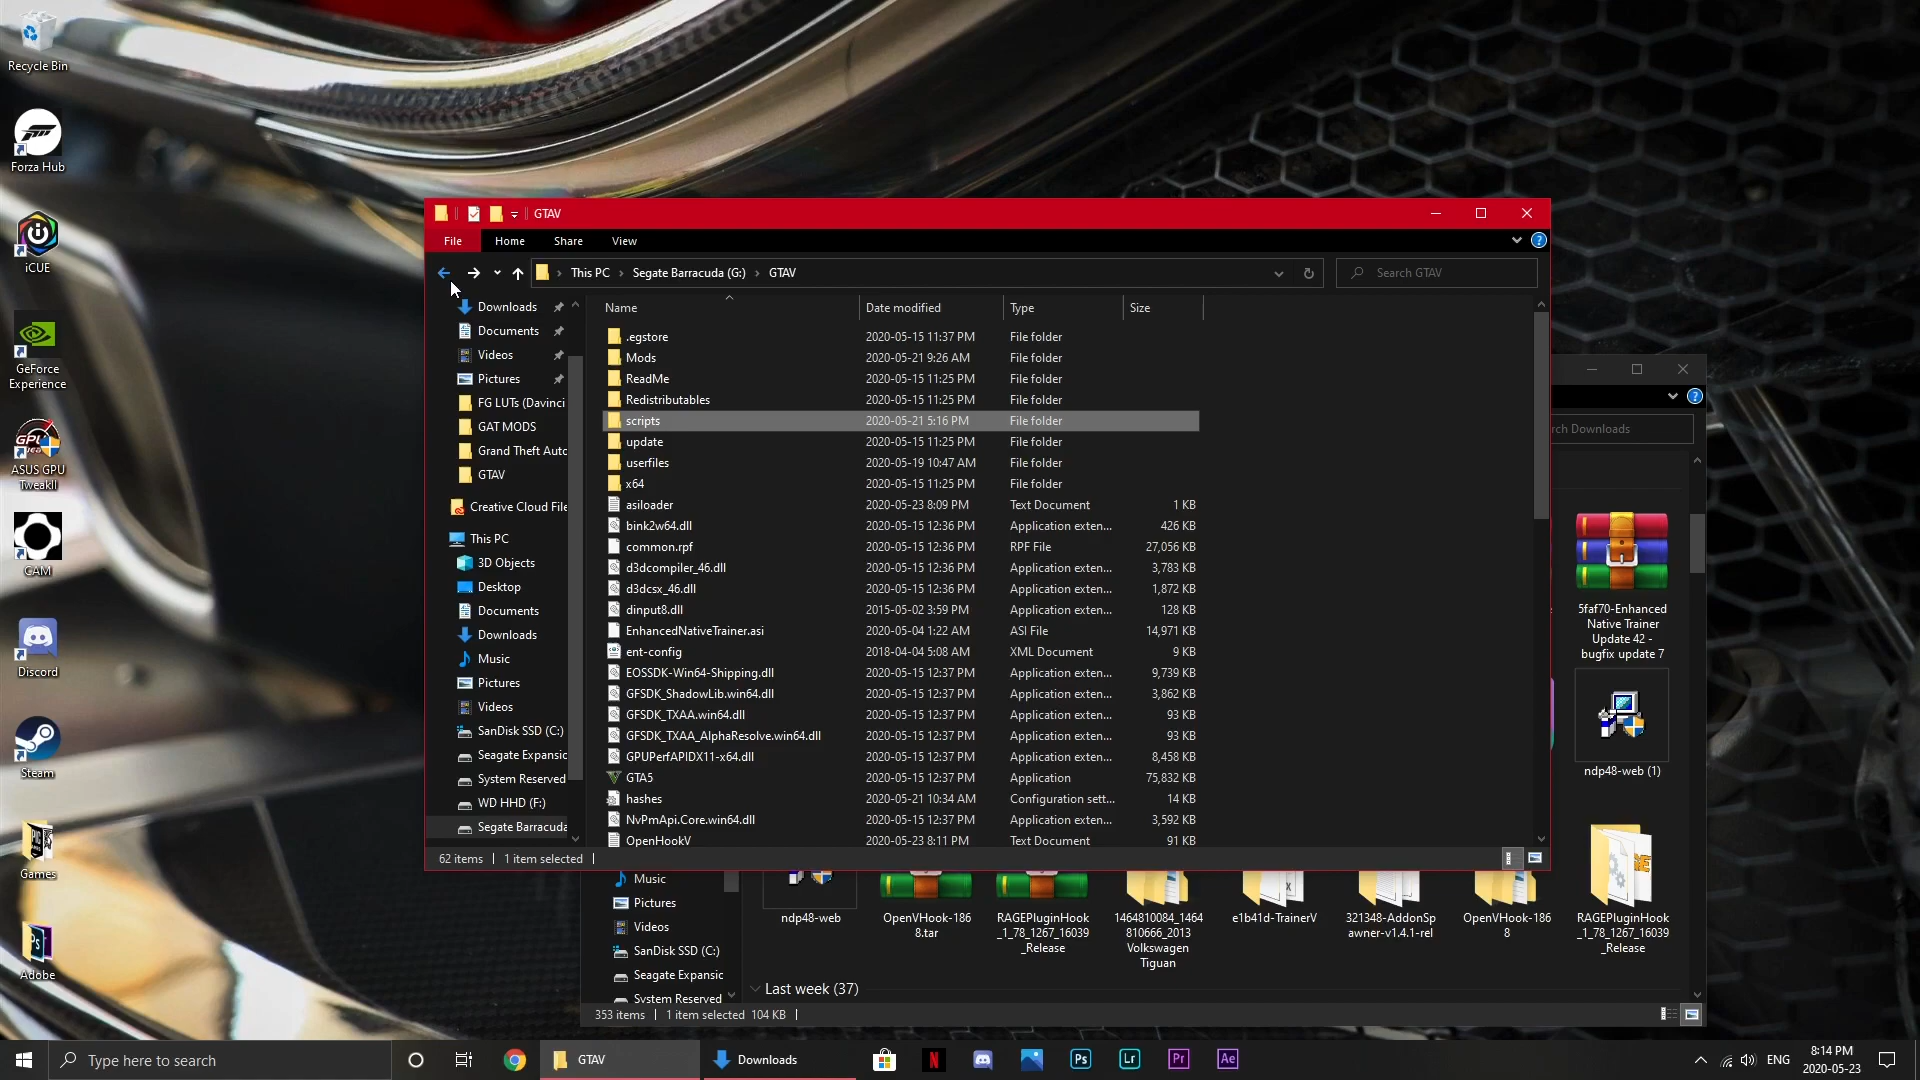 Recycle Bin
Forza Hub
iCUE
GeForce
Experience
ASUS GPU
TweakII
CAM
Discord
Steam
Games
Adobe
GTAV
File
Home
Share
View
This PC
Segate Barracuda (G:)
GTAV
Search GTAV
Downloads
Documents
Videos
Pictures
FG LUTs (Davinci
GAT MODS
Grand Theft Auto
GTAV
Creative Cloud File
This PC
3D Objects
Desktop
Documents
Downloads
Music
Pictures
Videos
SanDisk SSD (C:)
Seagate Expansic
System Reserved
WD HHD (F:)
Segate Barracuda
Name Date modified Type Size
.egstore 2020-05-15 11:37 PM File folder
Mods 2020-05-21 9:26 AM File folder
ReadMe 2020-05-15 11:25 PM File folder
Redistributables 2020-05-15 11:25 PM File folder
scripts 2020-05-21 5:16 PM File folder
update 2020-05-15 11:25 PM File folder
userfiles 2020-05-19 10:47 AM File folder
x64 2020-05-15 11:25 PM File folder
asiloader 2020-05-23 8:09 PM Text Document 1 KB
bink2w64.dll 2020-05-15 12:36 PM Application exten... 426 KB
common.rpf 2020-05-15 12:36 PM RPF File 27,056 KB
d3dcompiler_46.dll 2020-05-15 12:36 PM Application exten... 3,783 KB
d3dcsx_46.dll 2020-05-15 12:36 PM Application exten... 1,872 KB
dinput8.dll 2015-05-02 3:59 PM Application exten... 128 KB
EnhancedNativeTrainer.asi 2020-05-04 1:22 AM ASI File 14,971 KB
ent-config 2018-04-04 5:08 AM XML Document 9 KB
EOSSDK-Win64-Shipping.dll 2020-05-15 12:37 PM Application exten... 9,739 KB
GFSDK_ShadowLib.win64.dll 2020-05-15 12:37 PM Application exten... 3,862 KB
GFSDK_TXAA.win64.dll 2020-05-15 12:37 PM Application exten... 93 KB
GFSDK_TXAA_AlphaResolve.win64.dll 2020-05-15 12:37 PM Application exten... 93 KB
GPUPerfAPIDX11-x64.dll 2020-05-15 12:37 PM Application exten... 8,458 KB
GTA5 2020-05-15 12:37 PM Application 75,832 KB
hashes 2020-05-21 10:34 AM Configuration sett... 14 KB
NvPmApi.Core.win64.dll 2020-05-15 12:37 PM Application exten... 3,592 KB
OpenHookV 2020-05-23 8:11 PM Text Document 91 KB
62 items 1 item selected
rch Downloads
5faf70-Enhanced
Native Trainer
Update 42 -
bugfix update 7
ndp48-web (1)
Music
Pictures
Videos
SanDisk SSD (C:)
Seagate Expansic
System Reserved
ndp48-web
OpenVHook-186
8.tar
RAGEPluginHook
_1_78_1267_16039
_Release
1464810084_1464
810666_2013
Volkswagen
Tiguan
e1b41d-TrainerV
321348-AddonSp
awner-v1.4.1-rel
OpenVHook-186
8
RAGEPluginHook
_1_78_1267_16039
_Release
Last week (37)
353 items 1 item selected 104 KB
Type here to search
GTAV
Downloads
N
Ps
Lr
Pr
Ae
ENG
8:14 PM
2020-05-23